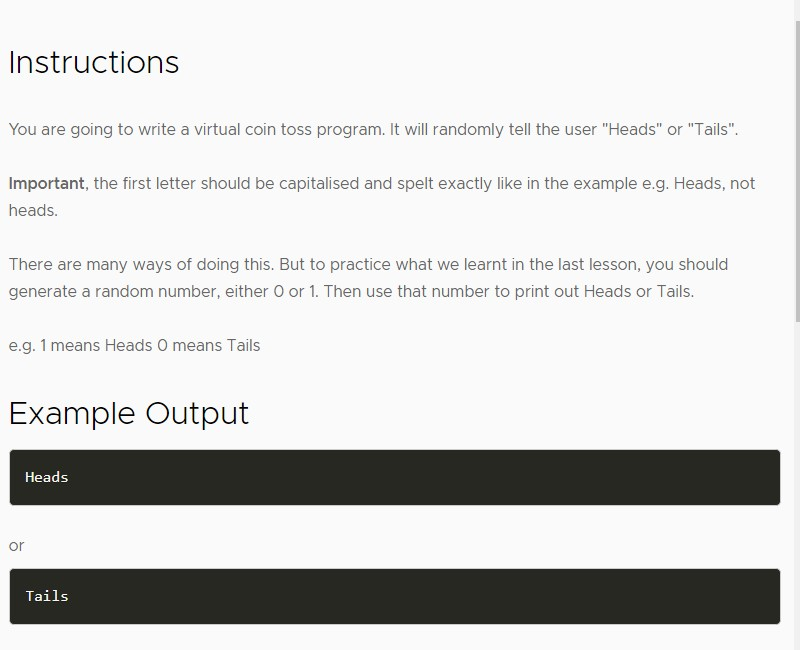 Instructions
You are going to write a virtual coin toss program. It will randomly tell the user "Heads" or "Tails".
Important, the first letter should be capitalised and spelt exactly like in the example e.g. Heads, not
heads.
There are many ways of doing this. But to practice what we learnt in the last lesson, you should
generate a random number, either 0 or 1. Then use that number to print out Heads or Tails.
e.g. 1 means Heads 0 means Tails
Example Output
Heads
or
Tails